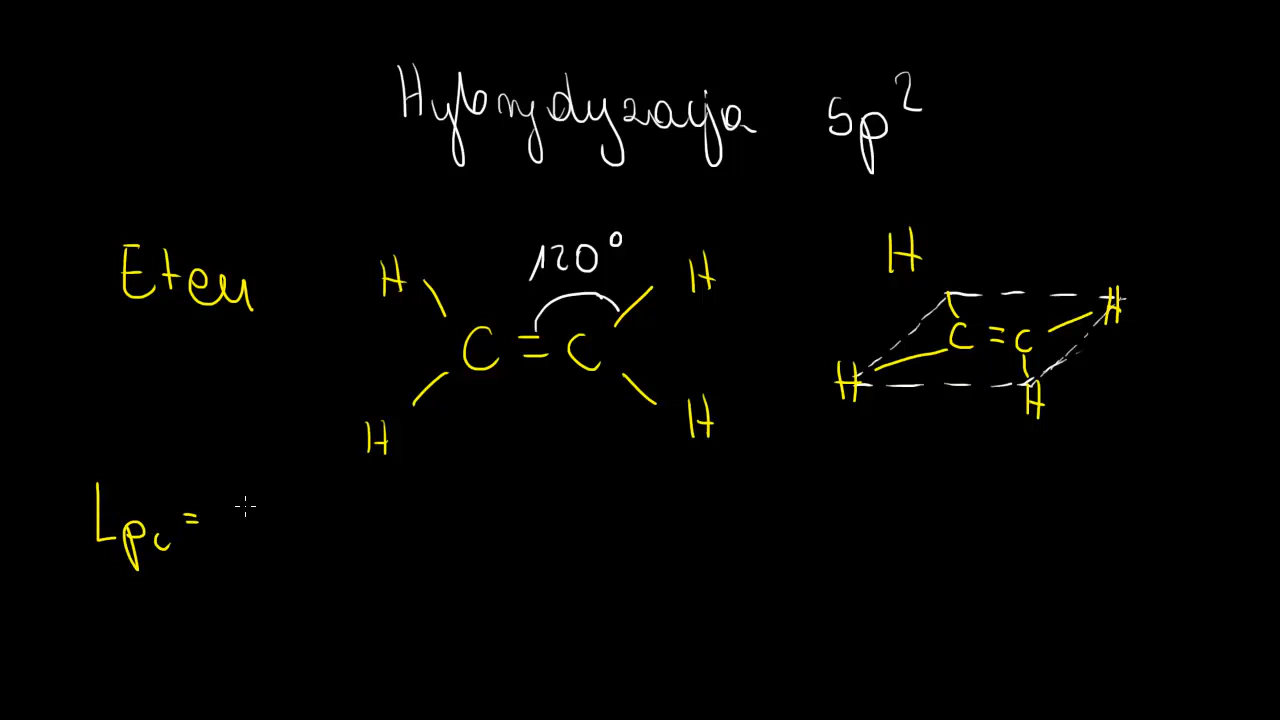 Hybrydyzacja sp²
Eten
H 120° H H
C = C
C = C H
H H H H
Lpc =